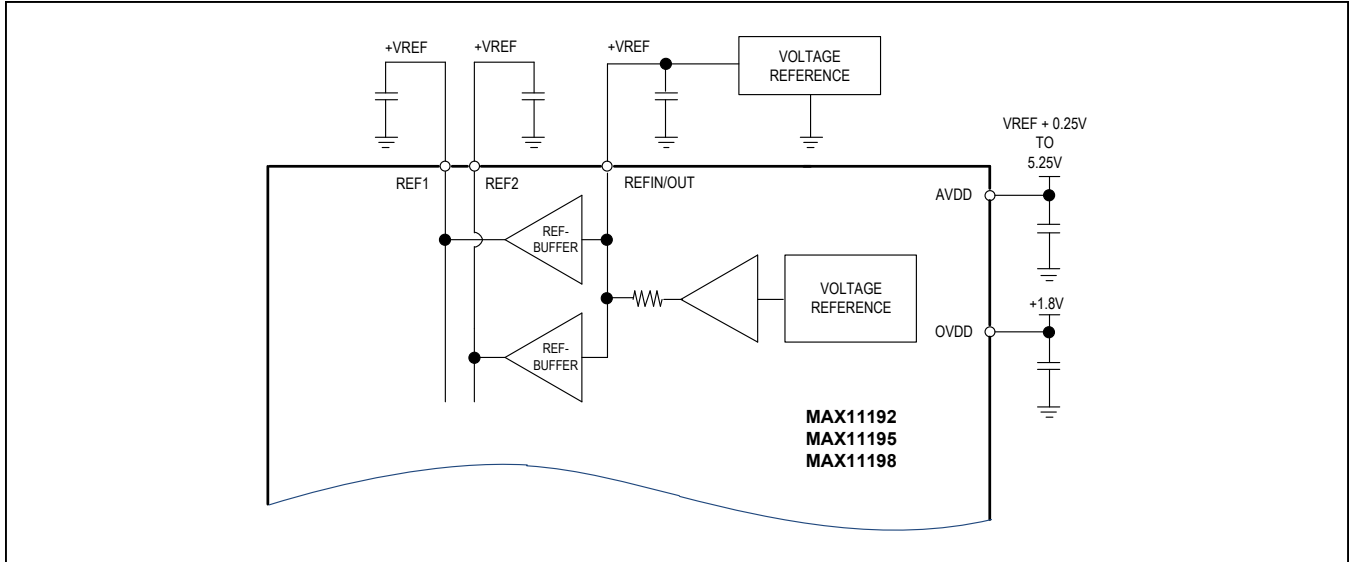 +VREF
+VREF
+VREF
VOLTAGE
REFERENCE
VREF + 0.25V
TO
5.25V
REF1
REF2
REFIN/OUT
AVDD
REF-
BUFFER
VOLTAGE
REFERENCE
+1.8V
OVDD
REF-
BUFFER
MAX11192
MAX11195
MAX11198